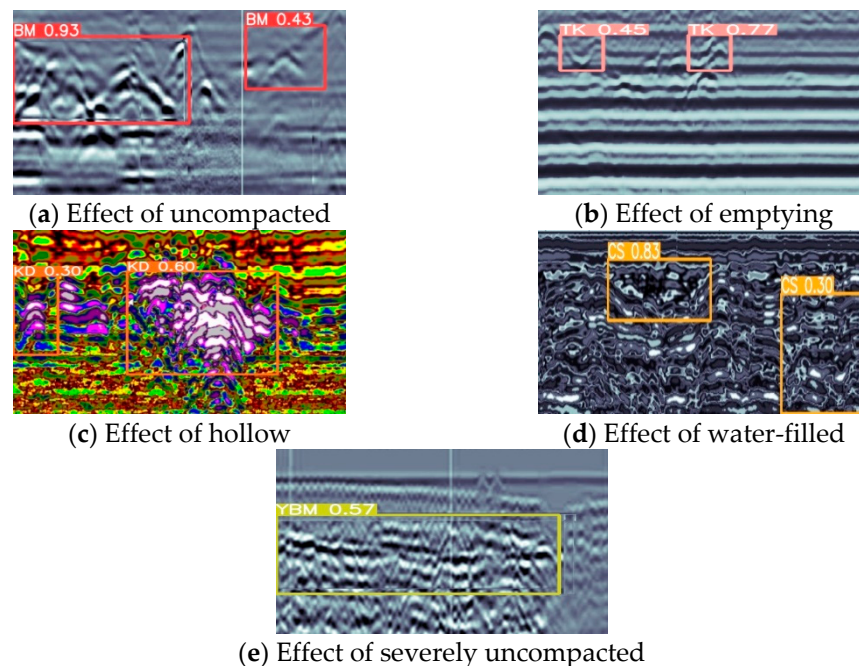 BM 0.93
BM 0.43
TK 0.45
TK 0.77
(a) Effect of uncompacted
(b) Effect of emptying
KD 0.30
KD 0.60
CS 0.83
CS 0.30
(c) Effect of hollow
(d) Effect of water-filled
YBM 0.57
(e) Effect of severely uncompacted